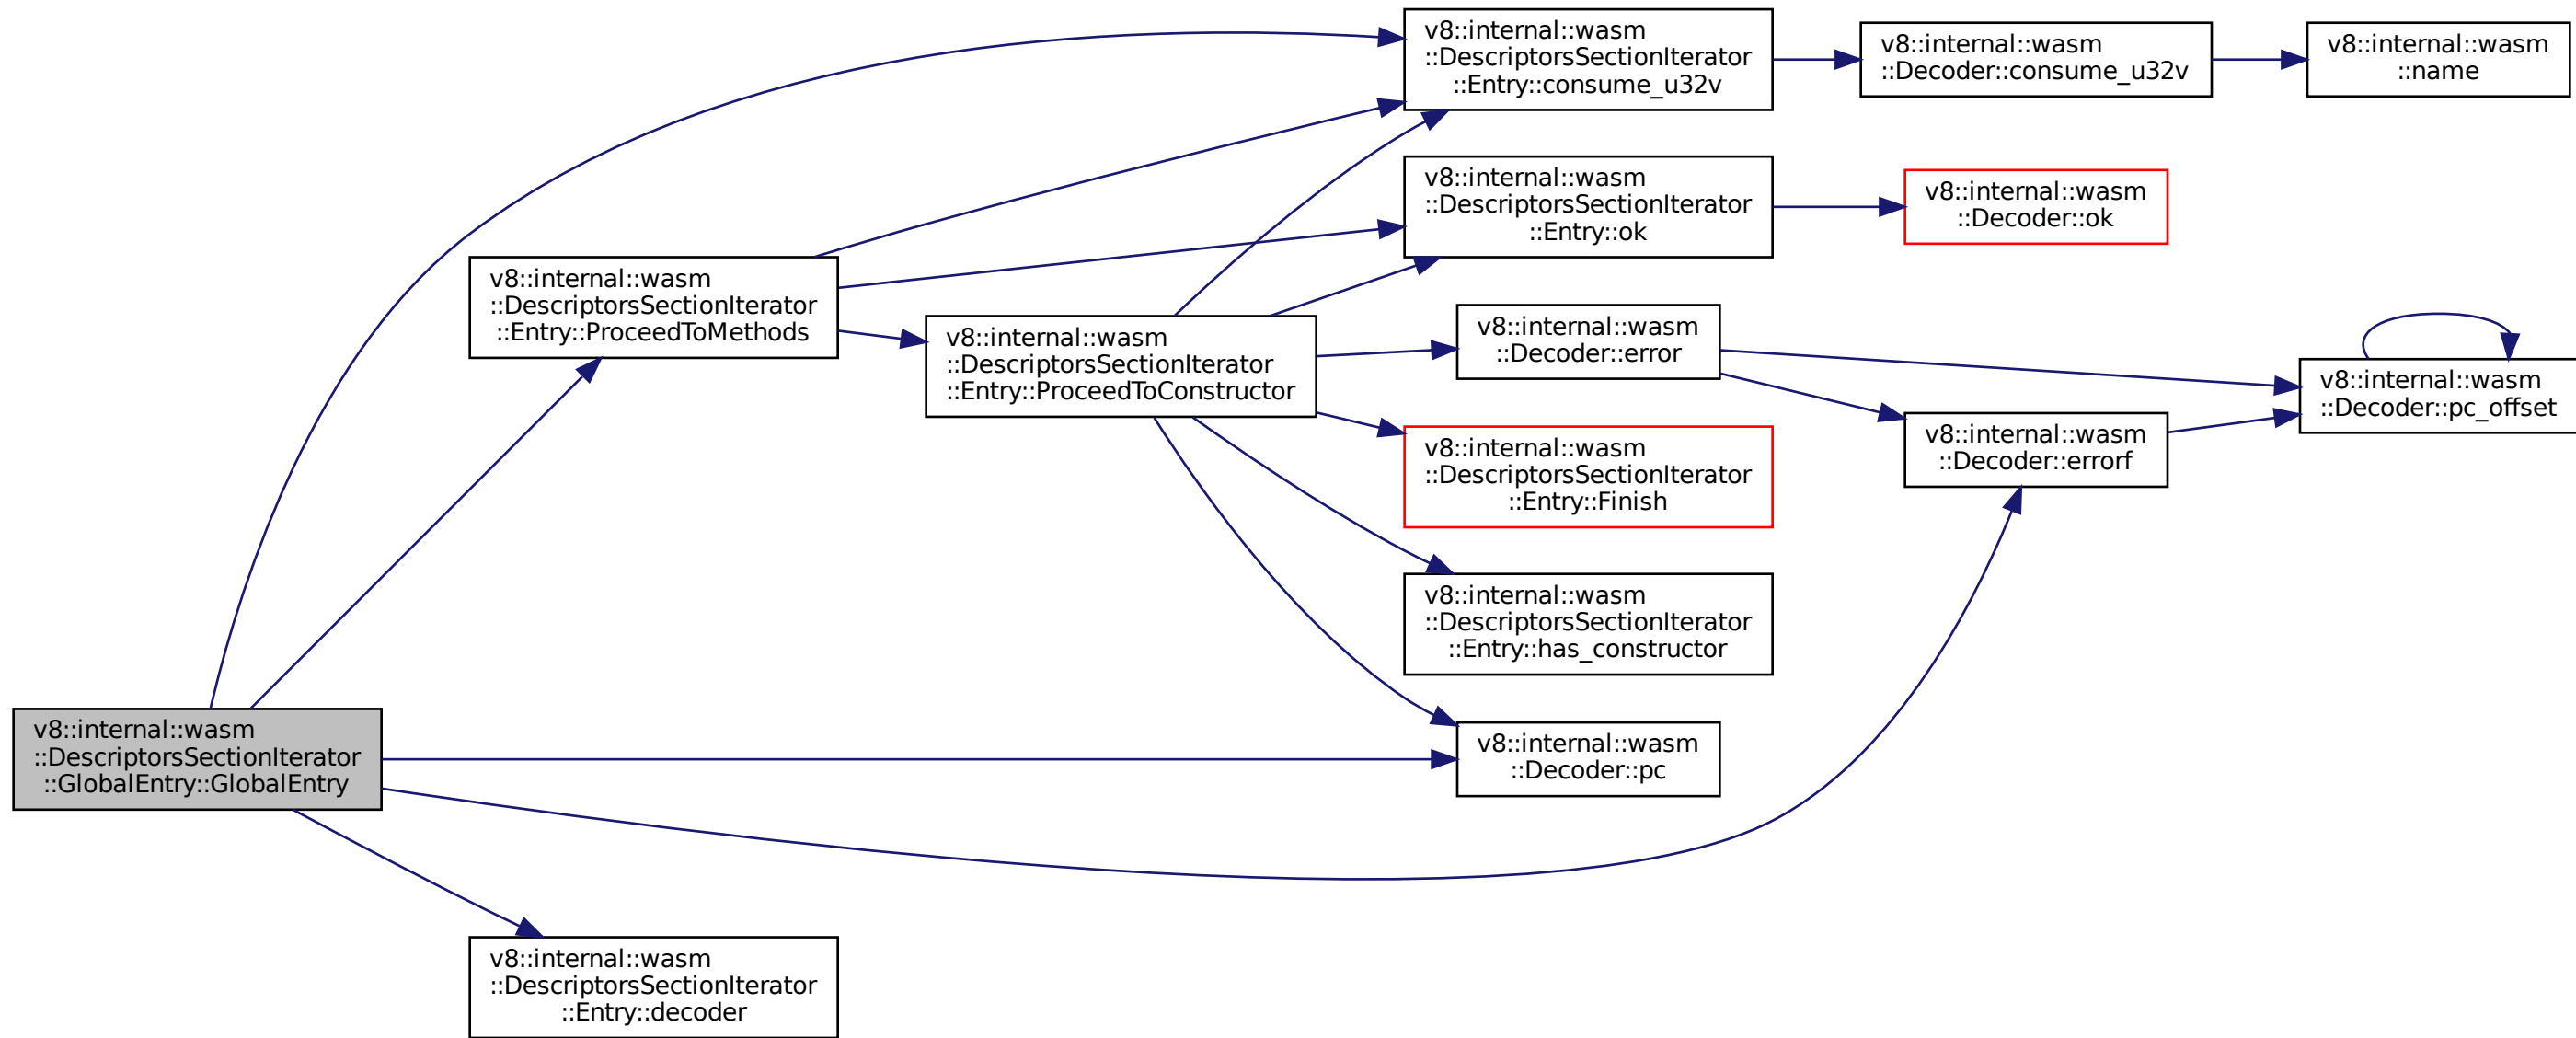 v8::internal::wasm
::DescriptorsSectionIterator
::GlobalEntry::GlobalEntry
v8::internal::wasm
::DescriptorsSectionIterator
::Entry::ProceedToMethods
v8::internal::wasm
::DescriptorsSectionIterator
::Entry::decoder
v8::internal::wasm
::DescriptorsSectionIterator
::Entry::ProceedToConstructor
v8::internal::wasm
::DescriptorsSectionIterator
::Entry::consume_u32v
v8::internal::wasm
::DescriptorsSectionIterator
::Entry::ok
v8::internal::wasm
::Decoder::error
v8::internal::wasm
::DescriptorsSectionIterator
::Entry::Finish
v8::internal::wasm
::DescriptorsSectionIterator
::Entry::has_constructor
v8::internal::wasm
::Decoder::pc
v8::internal::wasm
::Decoder::consume_u32v
v8::internal::wasm
::Decoder::ok
v8::internal::wasm
::Decoder::errorf
v8::internal::wasm
::name
v8::internal::wasm
::Decoder::pc_offset